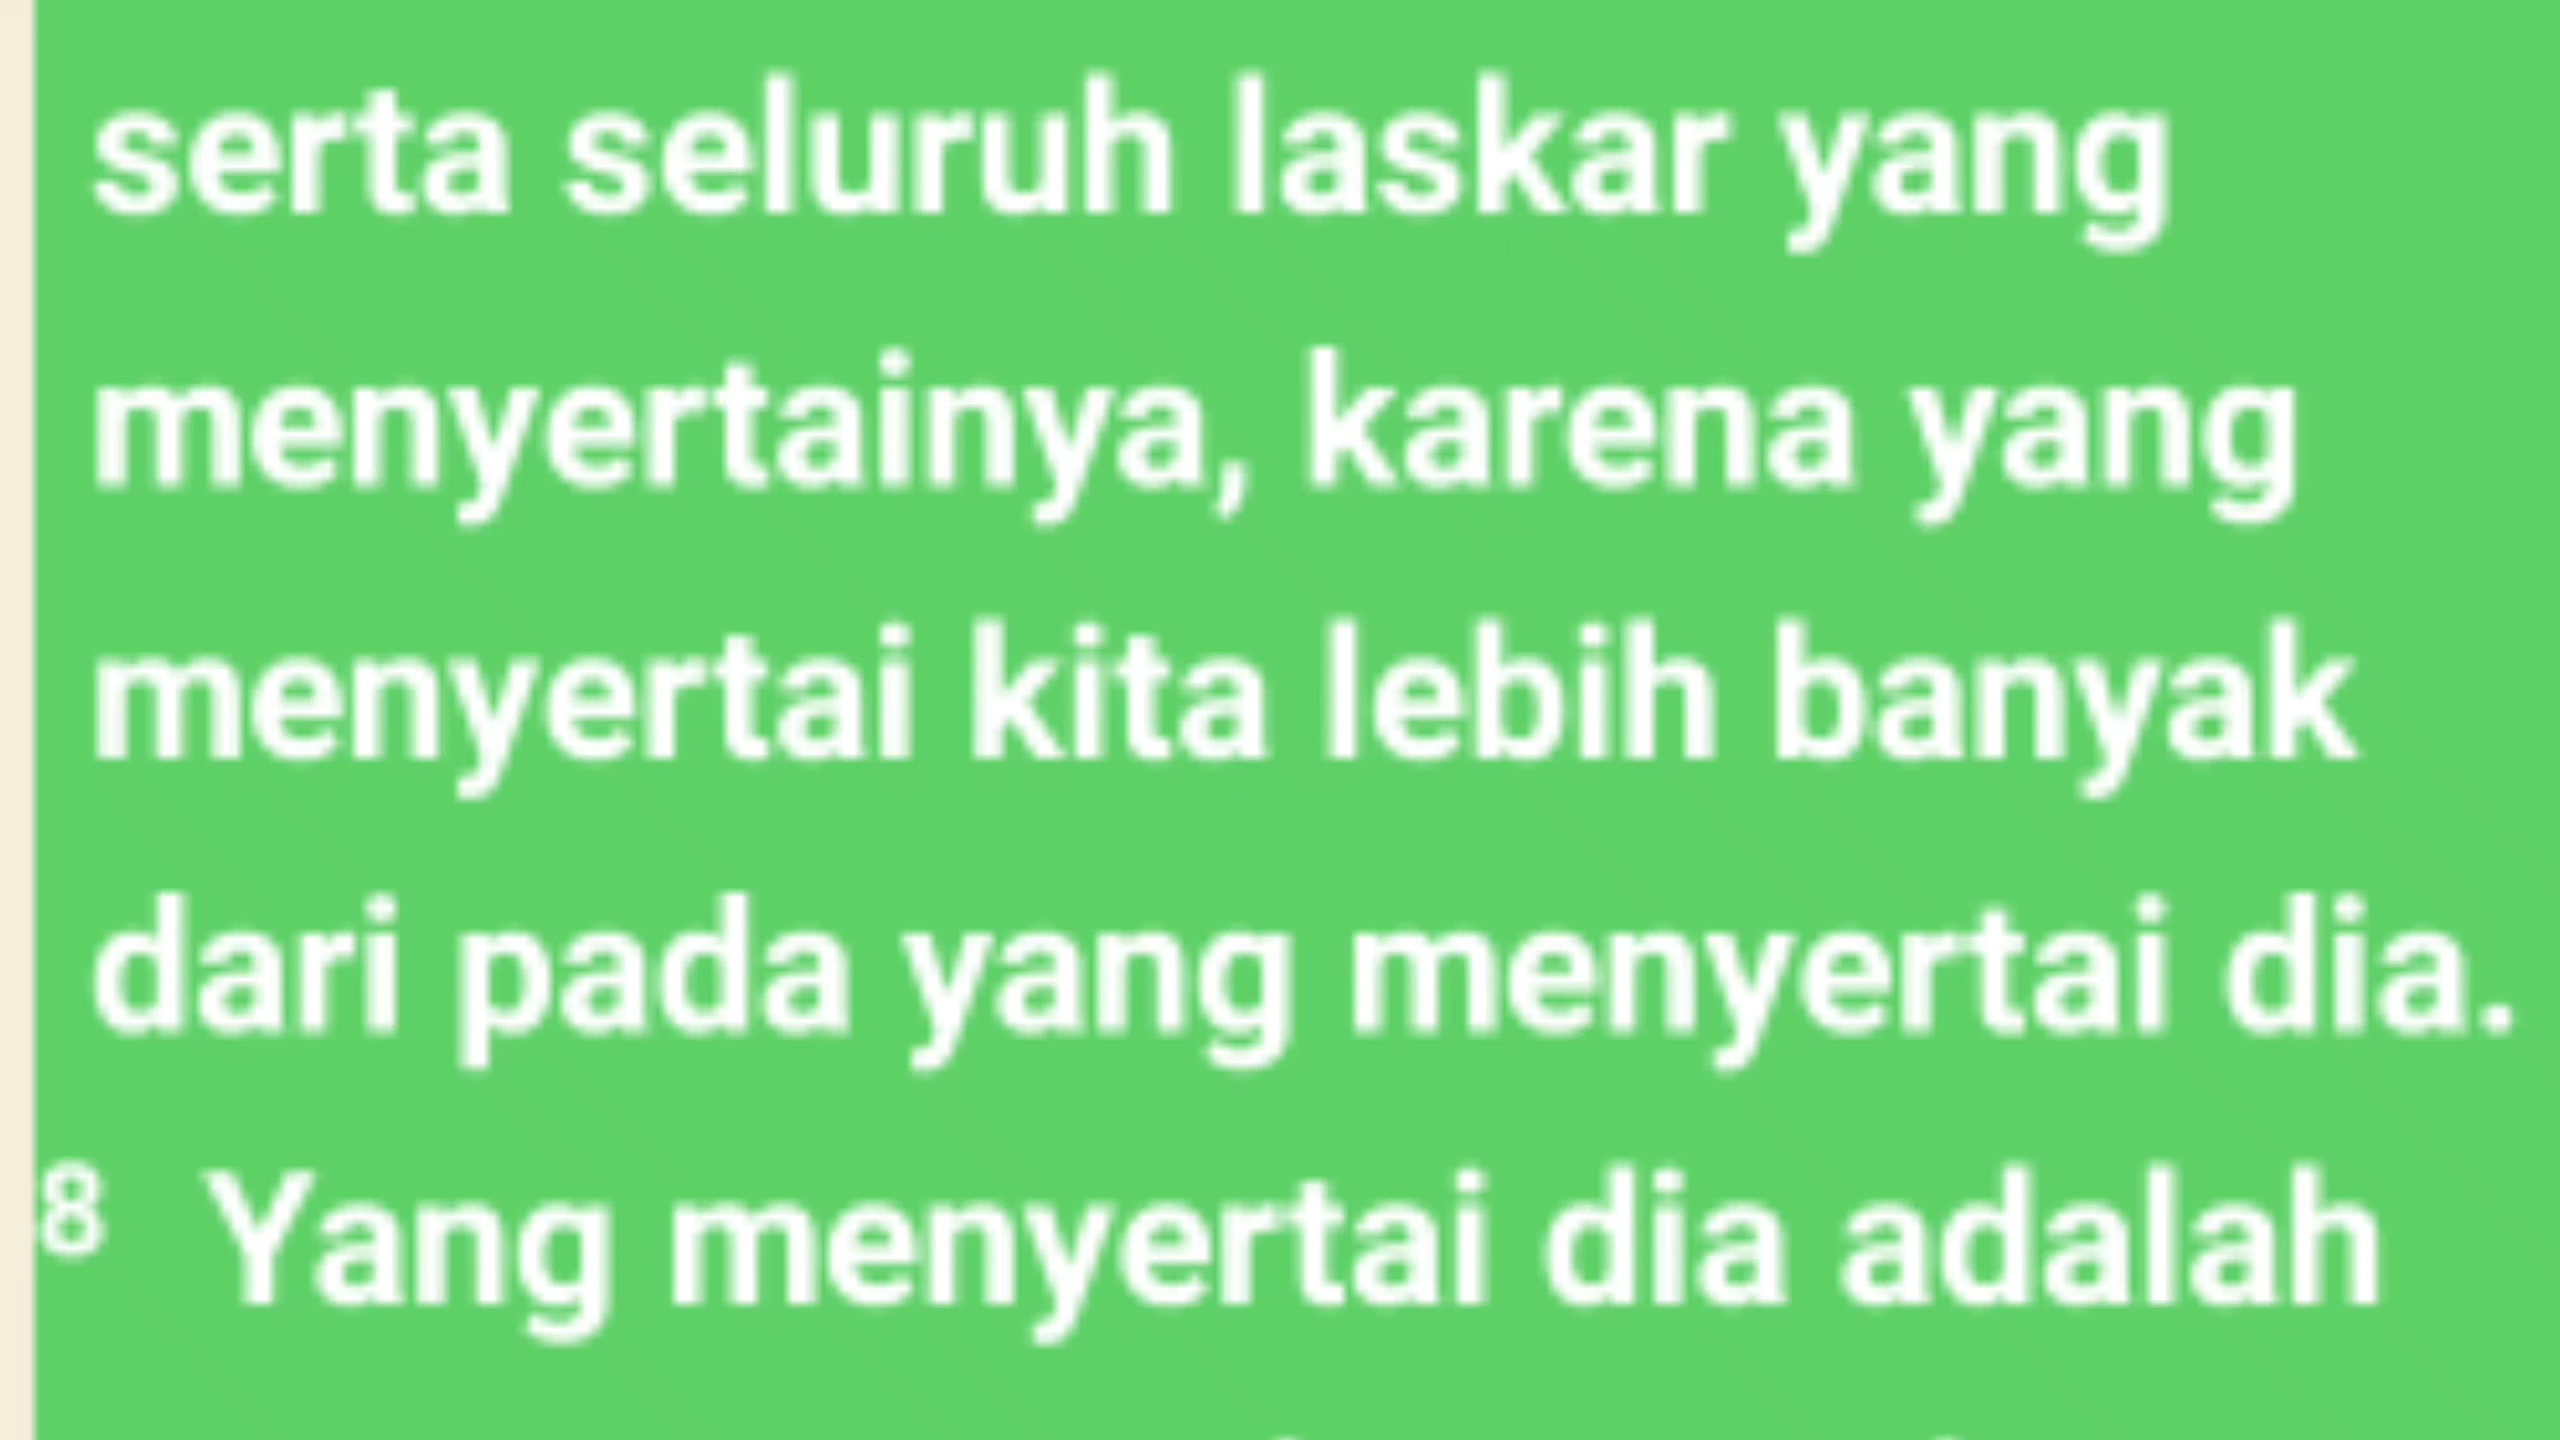 serta seluruh laskar yang
menyertainya, karena yang
menyertai kita lebih banyak
dari pada yang menyertai dia.
8 Yang menyertai dia adalah